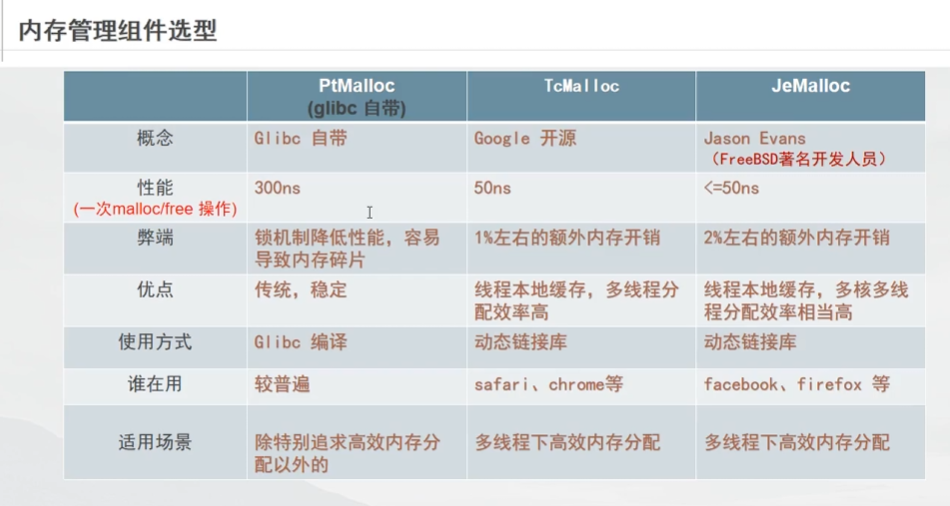 内存管理组件选型
PtMalloc
(glibc 自带)
TcMalloc
JeMalloc
概念
Glibc 自带
Google 开源
Jason Evans
（FreeBSD著名开发人员）
性能
(一次malloc/free 操作)
300ns
50ns
<=50ns
弊端
锁机制降低性能，容易
导致内存碎片
1%左右的额外内存开销
2%左右的额外内存开销
优点
传统，稳定
线程本地缓存，多线程分
配效率高
线程本地缓存，多核多线
程分配效率相当高
使用方式
Glibc 编译
动态链接库
动态链接库
谁在用
较普遍
safari、chrome等
facebook、firefox 等
适用场景
除特别追求高效内存分
配以外的
多线程下高效内存分配
多线程下高效内存分配